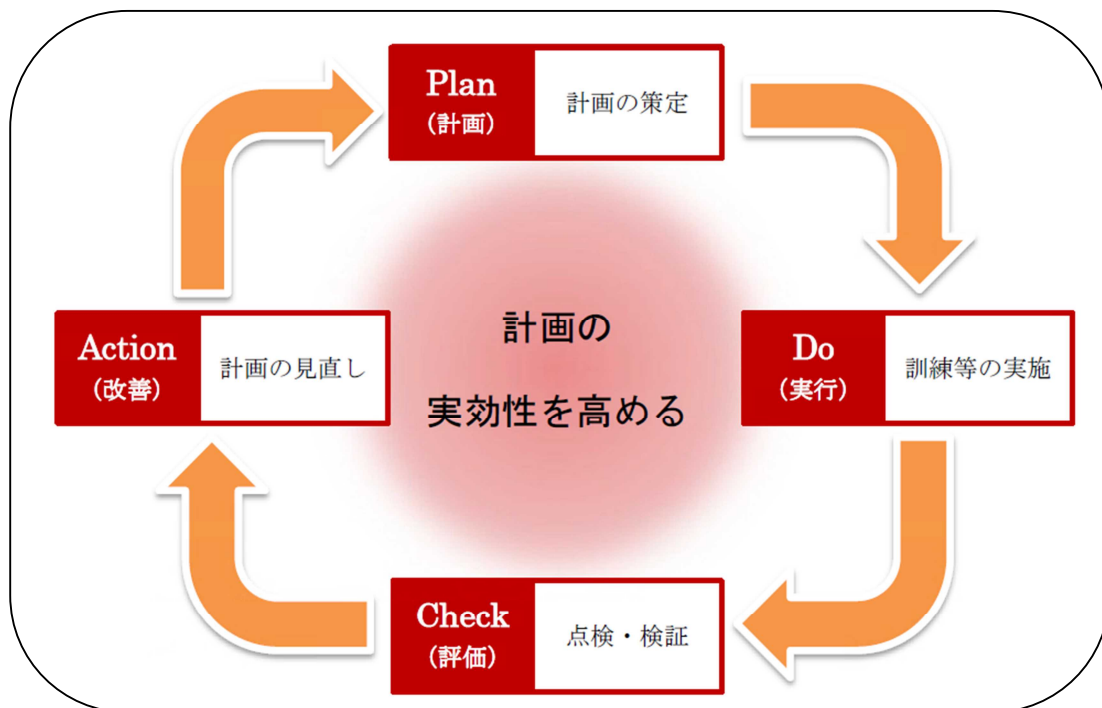 Plan
(計画)
計画の策定
Action
(改善)
計画の見直し
計画の
実効性を高める
Do
(実行)
訓練等の実施
Check
(評価)
点検・検証